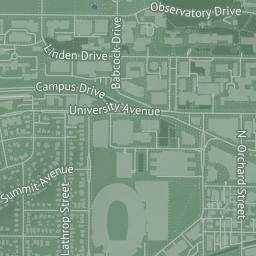 Observatory Drive
Linden Drive
Babcock Drive
Campus Drive
University Avenue
N Orchard Street
Summit Avenue
Lathrop Street